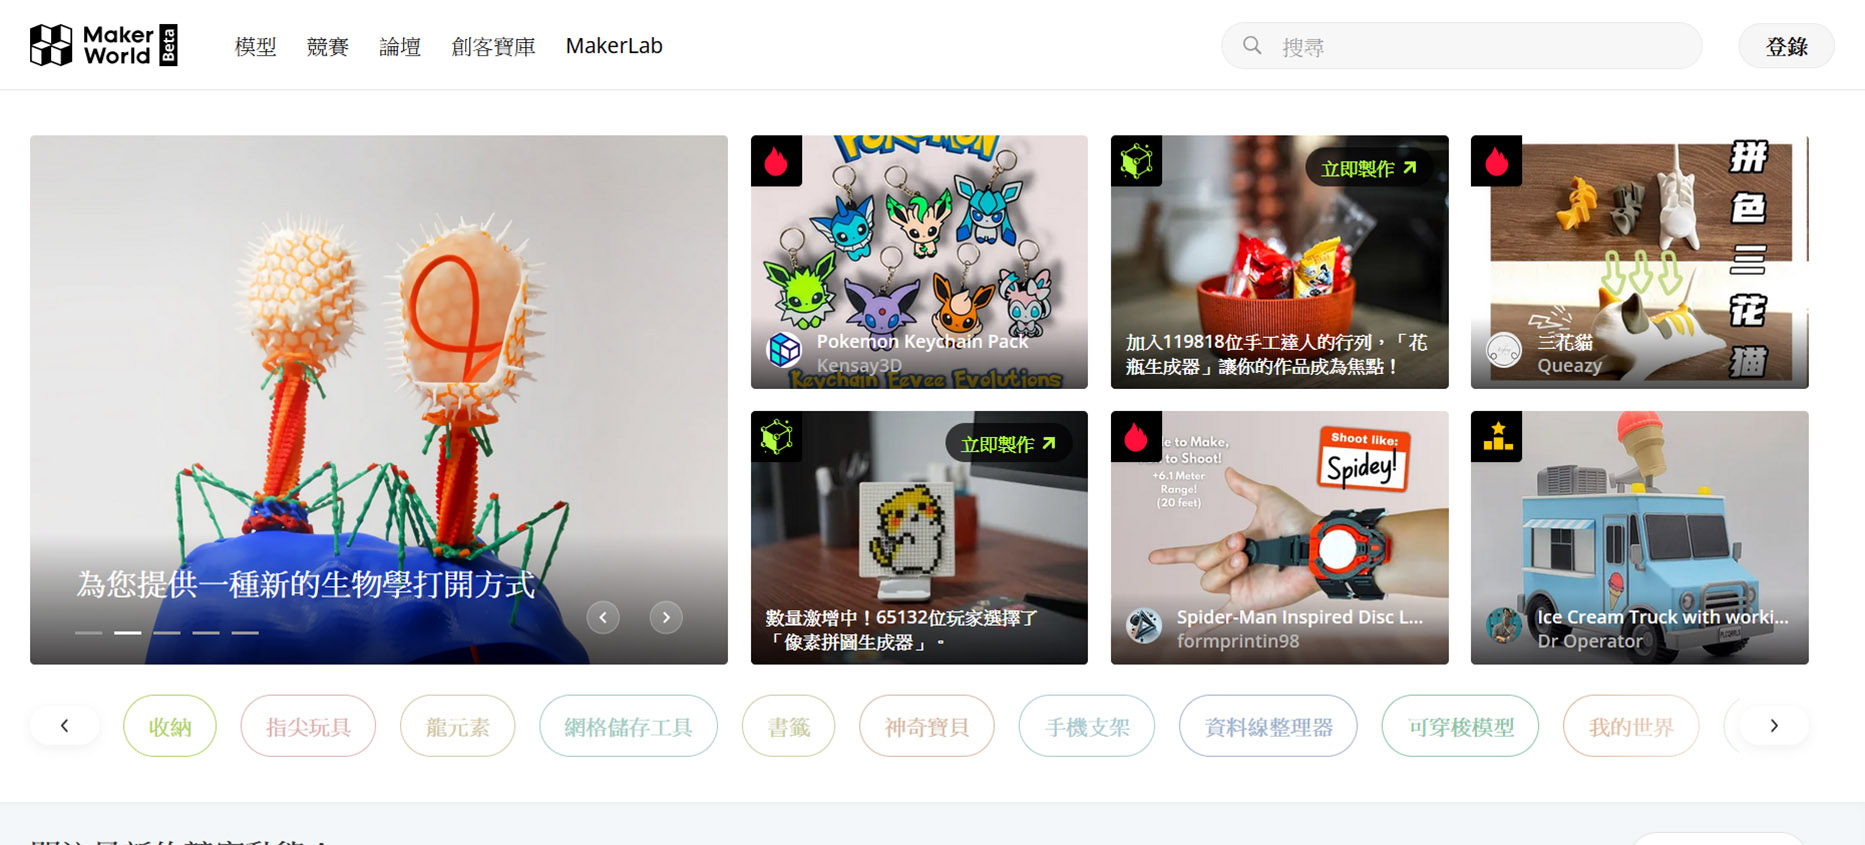 Maker
World
Beta
模型
競賽
論壇
創客寶庫
MakerLab
搜尋
登錄
為您提供一種新的生物學打開方式
POKEMON
Pokemon Keychain Pack
Kensay3D
Keychain Eevee Evolutions
立即製作
加入119818位手工達人的行列，「花
瓶生成器」讓你的作品成為焦點！
拼
色
三
花
貓
三花貓
Queazy
立即製作
數量激增中！65132位玩家選擇了
「像素拼圖生成器」。
le to Make,
to Shoot!
+6.1 Meter
Range!
(20 feet)
Shoot like:
Spidey!
Spider-Man Inspired Disc L...
formprintin98
Ice Cream Truck with worki...
Dr Operator
收納
指尖玩具
龍元素
網格儲存工具
書籤
神奇寶貝
手機支架
資料線整理器
可穿梭模型
我的世界